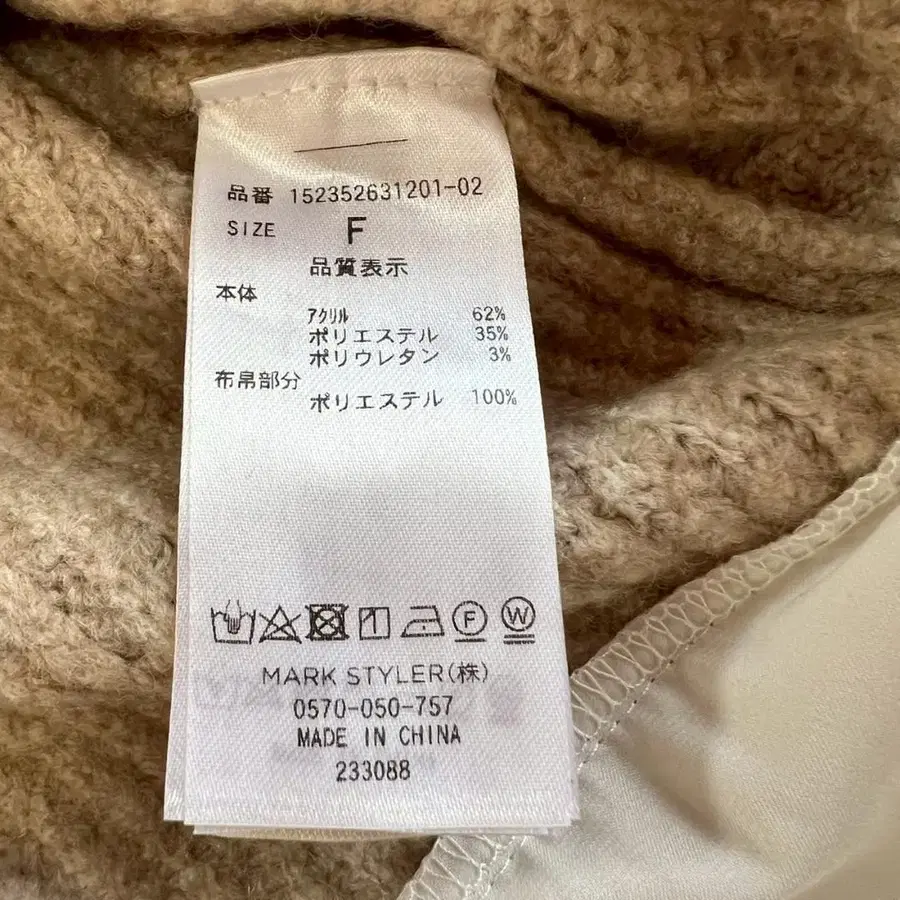 品番 152352631201-02
SIZE F
品質表示
本体
アクリル 62%
ポリエステル 35%
ポリウレタン 3%
布帛部分
ポリエステル 100%
F W
MARK STYLER(株)
0570-050-757
MADE IN CHINA
233088